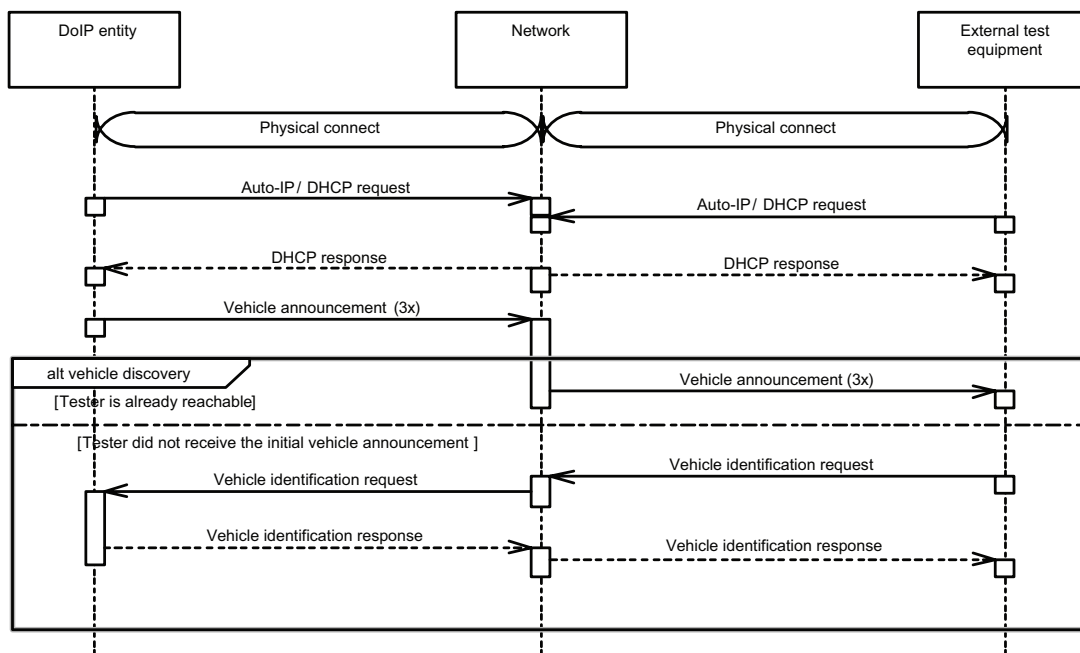 DoIP entity
Network
External test
equipment
Physical connect
Physical connect
Auto-IP/ DHCP request
Auto-IP/ DHCP request
DHCP response
DHCP response
Vehicle announcement (3x)
alt vehicle discovery
Vehicle announcement (3x)
[Tester is already reachable]
[Tester did not receive the initial vehicle announcement ]
Vehicle identification request
Vehicle identification request
Vehicle identification response
Vehicle identification response